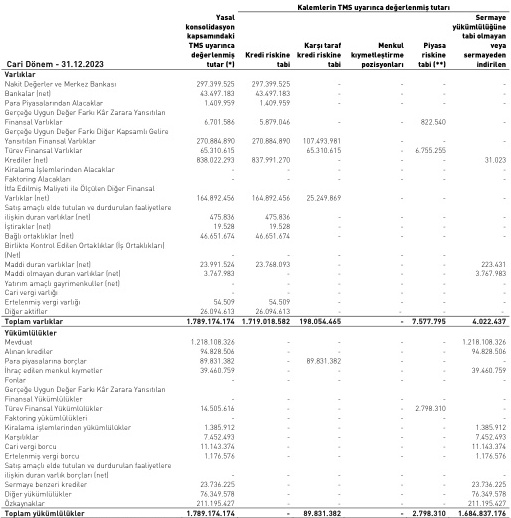 Kalemlerin TMS uyarınca değerlenmiş tutarı
Yasal Sermaye
konsolidasyon yükümlülüğüne
kapsamındaki tabi olmayan
TMS uyarınca Karşı taraf Menkul Piyasa veya
değerlenmiş Kredi riskine kredi riskine kıymetleştirme riskine sermayeden
Cari Dönem - 31.12.2023 tutar (*) tabi tabi pozisyonları tabi (**) indirilen
Varlıklar
Nakit Değerler ve Merkez Bankası 297.399.525 297.399.525 - - - -
Bankalar (net) 43.497.183 43.497.183 - - - -
Para Piyasalarından Alacaklar 1.409.959 1.409.959 - - - -
Gerçeğe Uygun Değer Farkı Kâr Zarara Yansıtılan
Finansal Varlıklar 6.701.586 5.879.046 - - 822.540 -
Gerçeğe Uygun Değer Farkı Diğer Kapsamlı Gelire
Yansıtılan Finansal Varlıklar 270.884.890 270.884.890 107.493.981 - - -
Türev Finansal Varlıklar 65.310.615 - 65.310.615 - 6.755.255 -
Krediler (net) 838.022.293 837.991.270 - - - 31.023
Kiralama İşlemlerinden Alacaklar - - - - - -
Faktoring Alacakları - - - - - -
İtfa Edilmiş Maliyeti ile Ölçülen Diğer Finansal
Varlıklar (net) 164.892.456 164.892.456 25.249.869 - - -
Satış amaçlı elde tutulan ve durdurulan faaliyetlere
ilişkin duran varlıklar (net) 475.836 475.836 - - - -
İştirakler (net) 19.528 19.528 - - - -
Bağlı ortaklıklar (net) 46.651.674 46.651.674 - - - -
Birlikte Kontrol Edilen Ortaklıklar (İş Ortaklıkları)
(Net) - - - - - -
Maddi duran varlıklar (net) 23.991.524 23.768.093 - - - 223.431
Maddi olmayan duran varlıklar (net) 3.767.983 - - - - 3.767.983
Yatırım amaçlı gayrimenkuller (net) - - - - - -
Cari vergi varlığı - - - - - -
Ertelenmiş vergi varlığı 54.509 54.509 - - - -
Diğer aktifler 26.094.613 26.094.613 - - - -
Toplam varlıklar 1.789.174.174 1.719.018.582 198.054.465 - 7.577.795 4.022.437
Yükümlülükler
Mevduat 1.218.108.326 - - - - 1.218.108.326
Alınan krediler 94.828.506 - - - - 94.828.506
Para piyasalarına borçlar 89.831.382 - 89.831.382 - - -
İhraç edilen menkul kıymetler 39.460.759 - - - - 39.460.759
Fonlar - - - - - -
Gerçeğe Uygun Değer Farkı Kâr Zarara Yansıtılan
Finansal Yükümlülükler - - - - - -
Türev Finansal Yükümlülükler 14.505.616 - - - 2.798.310 -
Faktoring yükümlülükleri - - - - - -
Kiralama işlemlerinden yükümlülükler 1.385.912 - - - - 1.385.912
Karşılıklar 7.452.493 - - - - 7.452.493
Cari vergi borcu 11.143.374 - - - - 11.143.374
Ertelenmiş vergi borcu 1.176.576 - - - - 1.176.576
Satış amaçlı elde tutulan ve durdurulan faaliyetlere
ilişkin duran varlık borçları (net) - - - - - -
Sermaye benzeri krediler 23.736.225 - - - - 23.736.225
Diğer yükümlülükler 76.349.578 - - - - 76.349.578
Özkaynaklar 211.195.427 - - - - 211.195.427
Toplam yükümlülükler 1.789.174.174 - 89.831.382 - 2.798.310 1.684.837.176